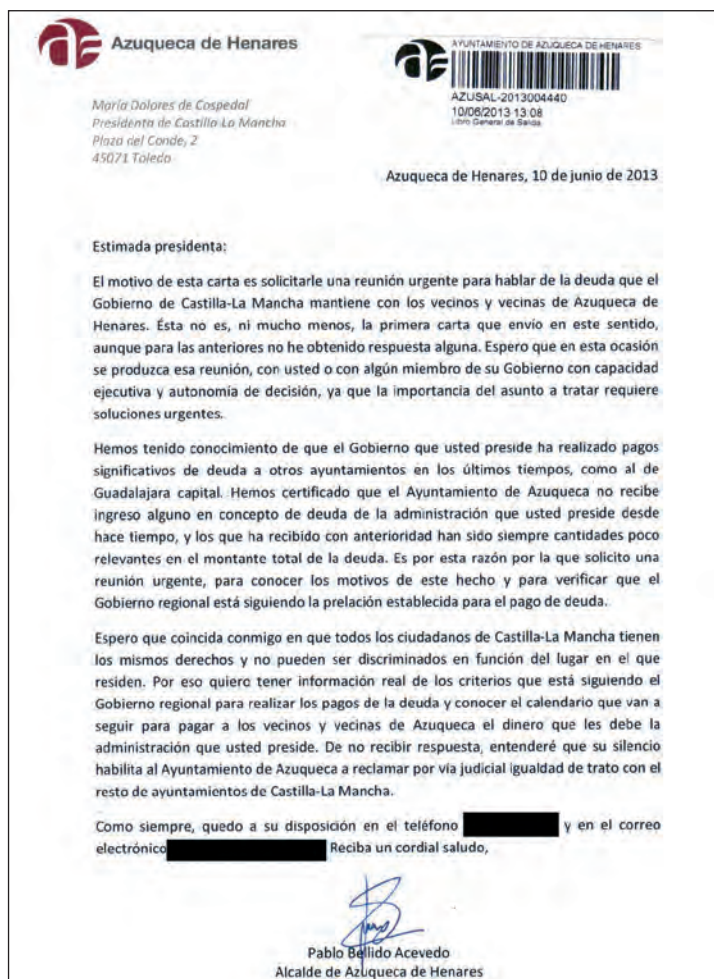 Azuqueca de Henares
AYUNTAMIENTO DE AZUQUECA DE HENARES
AZUSAL-2013004440
10/06/2013 13:08
Libro General de Salida
María Dolores de Cospedal
Presidenta de Castilla-La Mancha
Plaza del Conde, 2
45071 Toledo
Azuqueca de Henares, 10 de junio de 2013
Estimada presidenta:
El motivo de esta carta es solicitarle una reunión urgente para hablar de la deuda que el
Gobierno de Castilla-La Mancha mantiene con los vecinos y vecinas de Azuqueca de
Henares. Ésta no es, ni mucho menos, la primera carta que envío en este sentido,
aunque para las anteriores no he obtenido respuesta alguna. Espero que en esta ocasión
se produzca esa reunión, con usted o con algún miembro de su Gobierno con capacidad
ejecutiva y autonomía de decisión, ya que la importancia del asunto a tratar requiere
soluciones urgentes.
Hemos tenido conocimiento de que el Gobierno que usted preside ha realizado pagos
significativos de deuda a otros ayuntamientos en los últimos tiempos, como al de
Guadalajara capital. Hemos certificado que el Ayuntamiento de Azuqueca no recibe
ingreso alguno en concepto de deuda de la administración que usted preside desde
hace tiempo, y los que ha recibido con anterioridad han sido siempre cantidades poco
relevantes en el montante total de la deuda. Es por esta razón por la que solicito una
reunión urgente, para conocer los motivos de este hecho y para verificar que el
Gobierno regional está siguiendo la prelación establecida para el pago de deuda.
Espero que coincida conmigo en que todos los ciudadanos de Castilla-La Mancha tienen
los mismos derechos y no pueden ser discriminados en función del lugar en el que
residen. Por eso quiero tener información real de los criterios que está siguiendo el
Gobierno regional para realizar los pagos de la deuda y conocer el calendario que van a
seguir para pagar a los vecinos y vecinas de Azuqueca el dinero que les debe la
administración que usted preside. De no recibir respuesta, entenderé que su silencio
habilita al Ayuntamiento de Azuqueca a reclamar por vía judicial igualdad de trato con el
resto de ayuntamientos de Castilla-La Mancha.
Como siempre, quedo a su disposición en el teléfono y en el correo
electrónico Reciba un cordial saludo,
Pablo Bellido Acevedo
Alcalde de Azuqueca de Henares